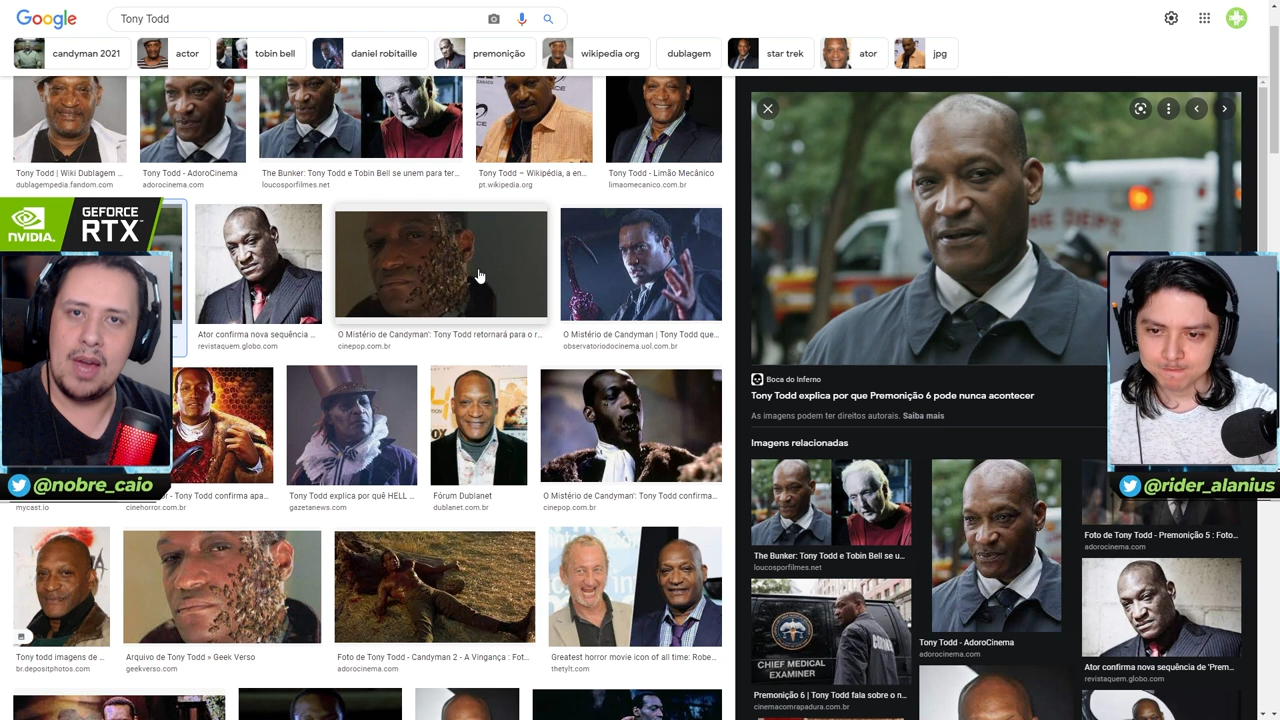 Google
Tony Todd
candyman 2021
actor
tobin bell
daniel robitaille
premonição
wikipedia org
dublagem
star trek
ator
jpg
Tony Todd | Wiki Dublagem ...
dublagempedia.fandom.com
Tony Todd - AdoroCinema
adorocinema.com
The Bunker: Tony Todd e Tobin Bell se unem para ter...
loucosporfilmes.net
Tony Todd – Wikipédia, a en...
pt.wikipedia.org
Tony Todd - Limão Mecânico
limaomecanico.com.br
NVIDIA.
GEFORCE
RTX
Ator confirma nova sequência ...
revistaquem.globo.com
O Mistério de Candyman': Tony Todd retornará para o r...
cinepop.com.br
O Mistério de Candyman | Tony Todd que...
observatoriodocinema.uol.com.br
@nobre_caio
mycast.io
- Tony Todd confirma apa...
cinehorror.com.br
Tony Todd explica por quê HELL ...
gazetanews.com
Fórum Dublanet
dublanet.com.br
O Mistério de Candyman': Tony Todd confirma...
cinepop.com.br
Tony todd imagens de ...
br.depositphotos.com
Arquivo de Tony Todd » Geek Verso
geekverso.com
Foto de Tony Todd - Candyman 2 - A Vingança : Fot...
adorocinema.com
Greatest horror movie icon of all time: Robe...
thetylt.com
Boca do Inferno
Tony Todd explica por que Premonição 6 pode nunca acontecer
As imagens podem ter direitos autorais. Saiba mais
Imagens relacionadas
@rider_alanius
The Bunker: Tony Todd e Tobin Bell se u...
loucosporfilmes.net
CHIEF MEDICAL
EXAMINER
Premonição 6 | Tony Todd fala sobre o n...
cinemacomrapadura.com.br
Tony Todd - AdoroCinema
adorocinema.com
Foto de Tony Todd - Premonição 5 : Foto...
adorocinema.com
Ator confirma nova sequência de 'Prem...
revistaquem.globo.com